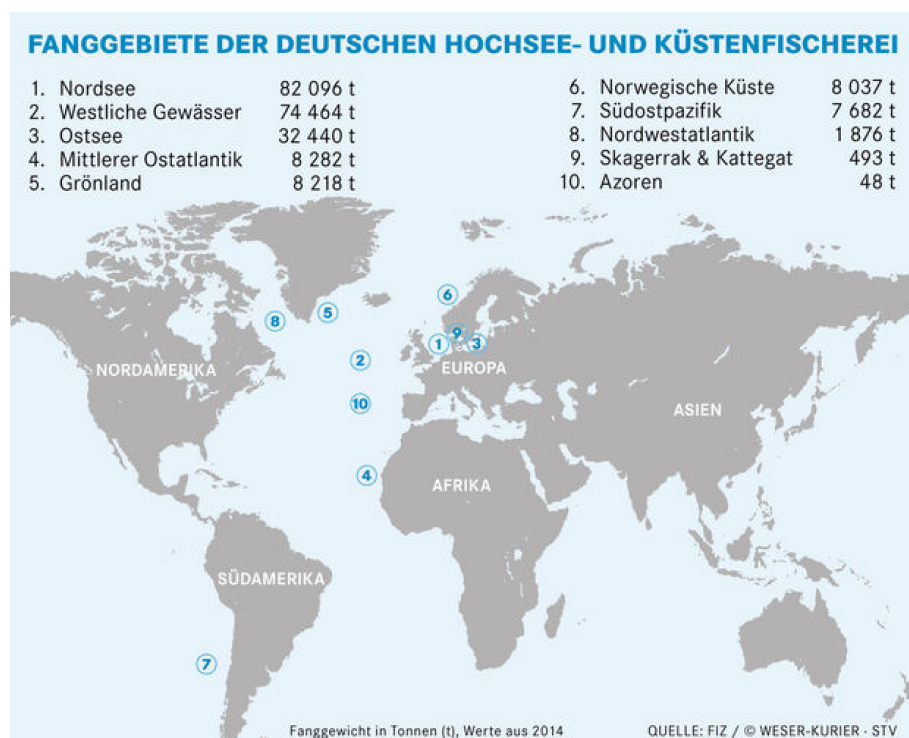 FANGGEBIETE DER DEUTSCHEN HOCHSEE- UND KÜSTENFISCHEREI
1. Nordsee 82 096 t
2. Westliche Gewässer 74 464 t
3. Ostsee 32 440 t
4. Mittlerer Ostatlantik 8 282 t
5. Grönland 8 218 t
6. Norwegische Küste 8 037 t
7. Südostpazifik 7 682 t
8. Nordwestatlantik 1 876 t
9. Skagerrak & Kattegat 493 t
10. Azoren 48 t
6
8 5
9
1 3
2
NORDAMERIKA EUROPA
10
ASIEN
4
AFRIKA
SÜDAMERIKA
7
Fanggewicht in Tonnen (t), Werte aus 2014
QUELLE: FIZ / © WESER-KURIER · STV